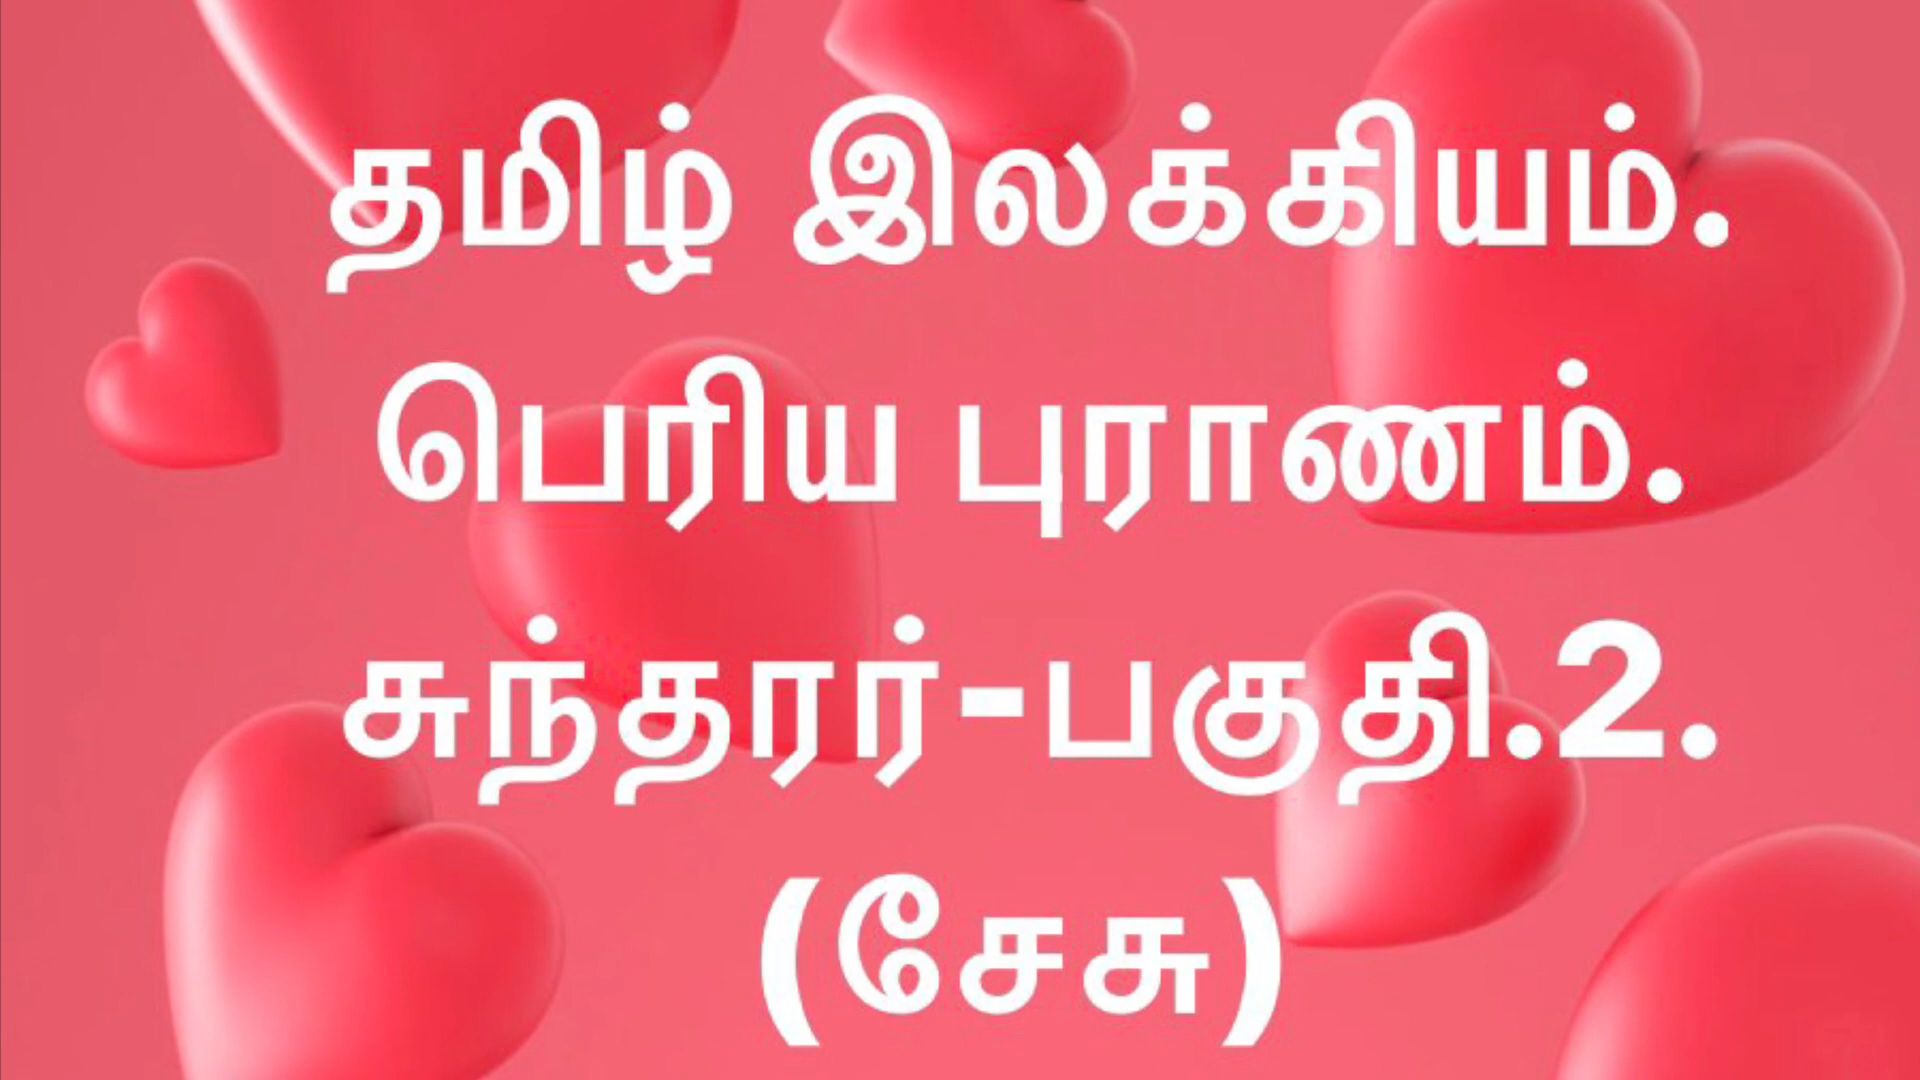 தமிழ் இலக்கியம்.
பெரிய புராணம்.
சுந்தரர்-பகுதி.2.
(சேசு)